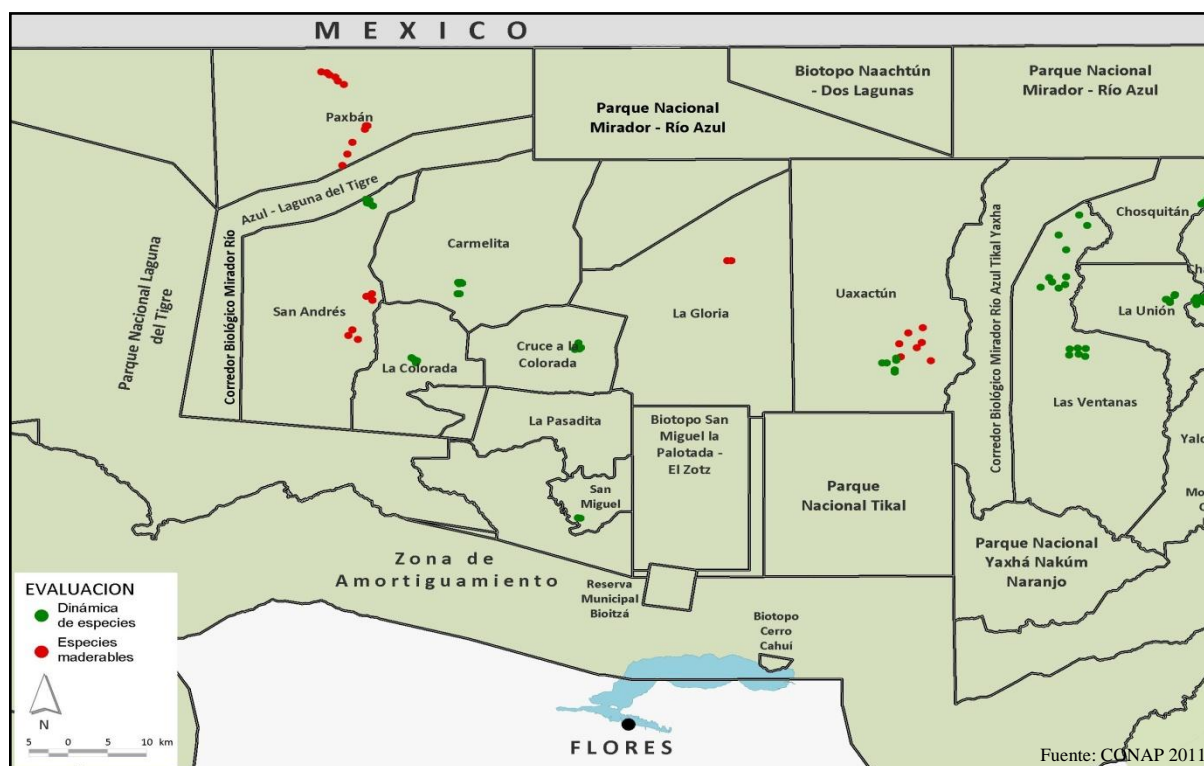 MEXICO
Biotopo Naachtún
- Dos Lagunas
Parque Nacional
Mirador - Río Azul
Parque Nacional
Mirador - Río Azul
Paxbán
Azul - Laguna del Tigre
Corredor Biológico Mirador Río
Parque Nacional Laguna
del Tigre
Carmelita
San Andrés
La Colorada
Cruce a la
Colorada
La Gloria
Uaxactún
Corredor Biológico Mirador Río Azul Tikal Yaxha
Chosquitán
La Unión
Las Ventanas
La Pasadita
Biotopo San
Miguel la
Palotada -
El Zotz
San
Miguel
Parque
Nacional Tikal
Parque Nacional
Yaxhá Nakúm
Naranjo
Zona de
Amortiguamiento
Reserva
Municipal
Bioitzá
Biotopo
Cerro
Cahuí
EVALUACION
Dinámica
de especies
Especies
maderables
N
5 0 5 10 km
FLORES
Fuente: CONAP 2011